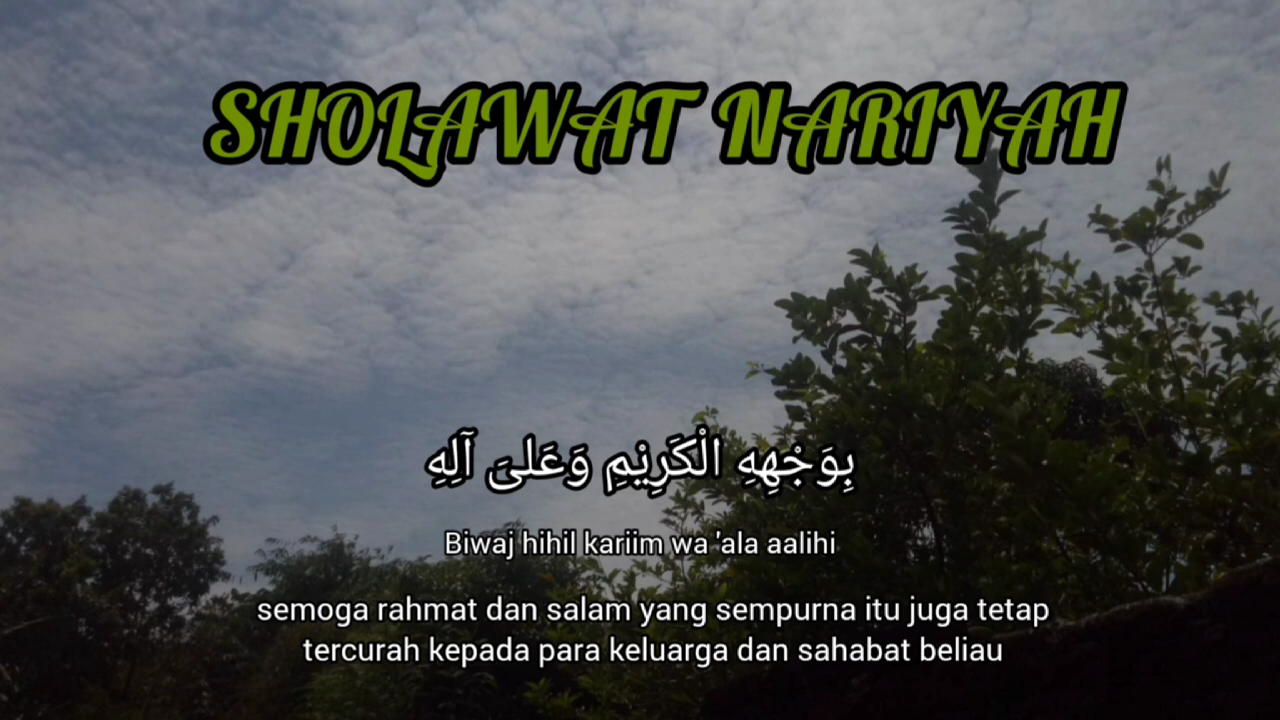 SHOLAWAT NARIYAH
بِوَجْهِهِ الْكَرِيْمِ وَعَلىَ آلِهِ
Biwaj hihil kariim wa 'ala aalihi
semoga rahmat dan salam yang sempurna itu juga tetap
tercurah kepada para keluarga dan sahabat beliau